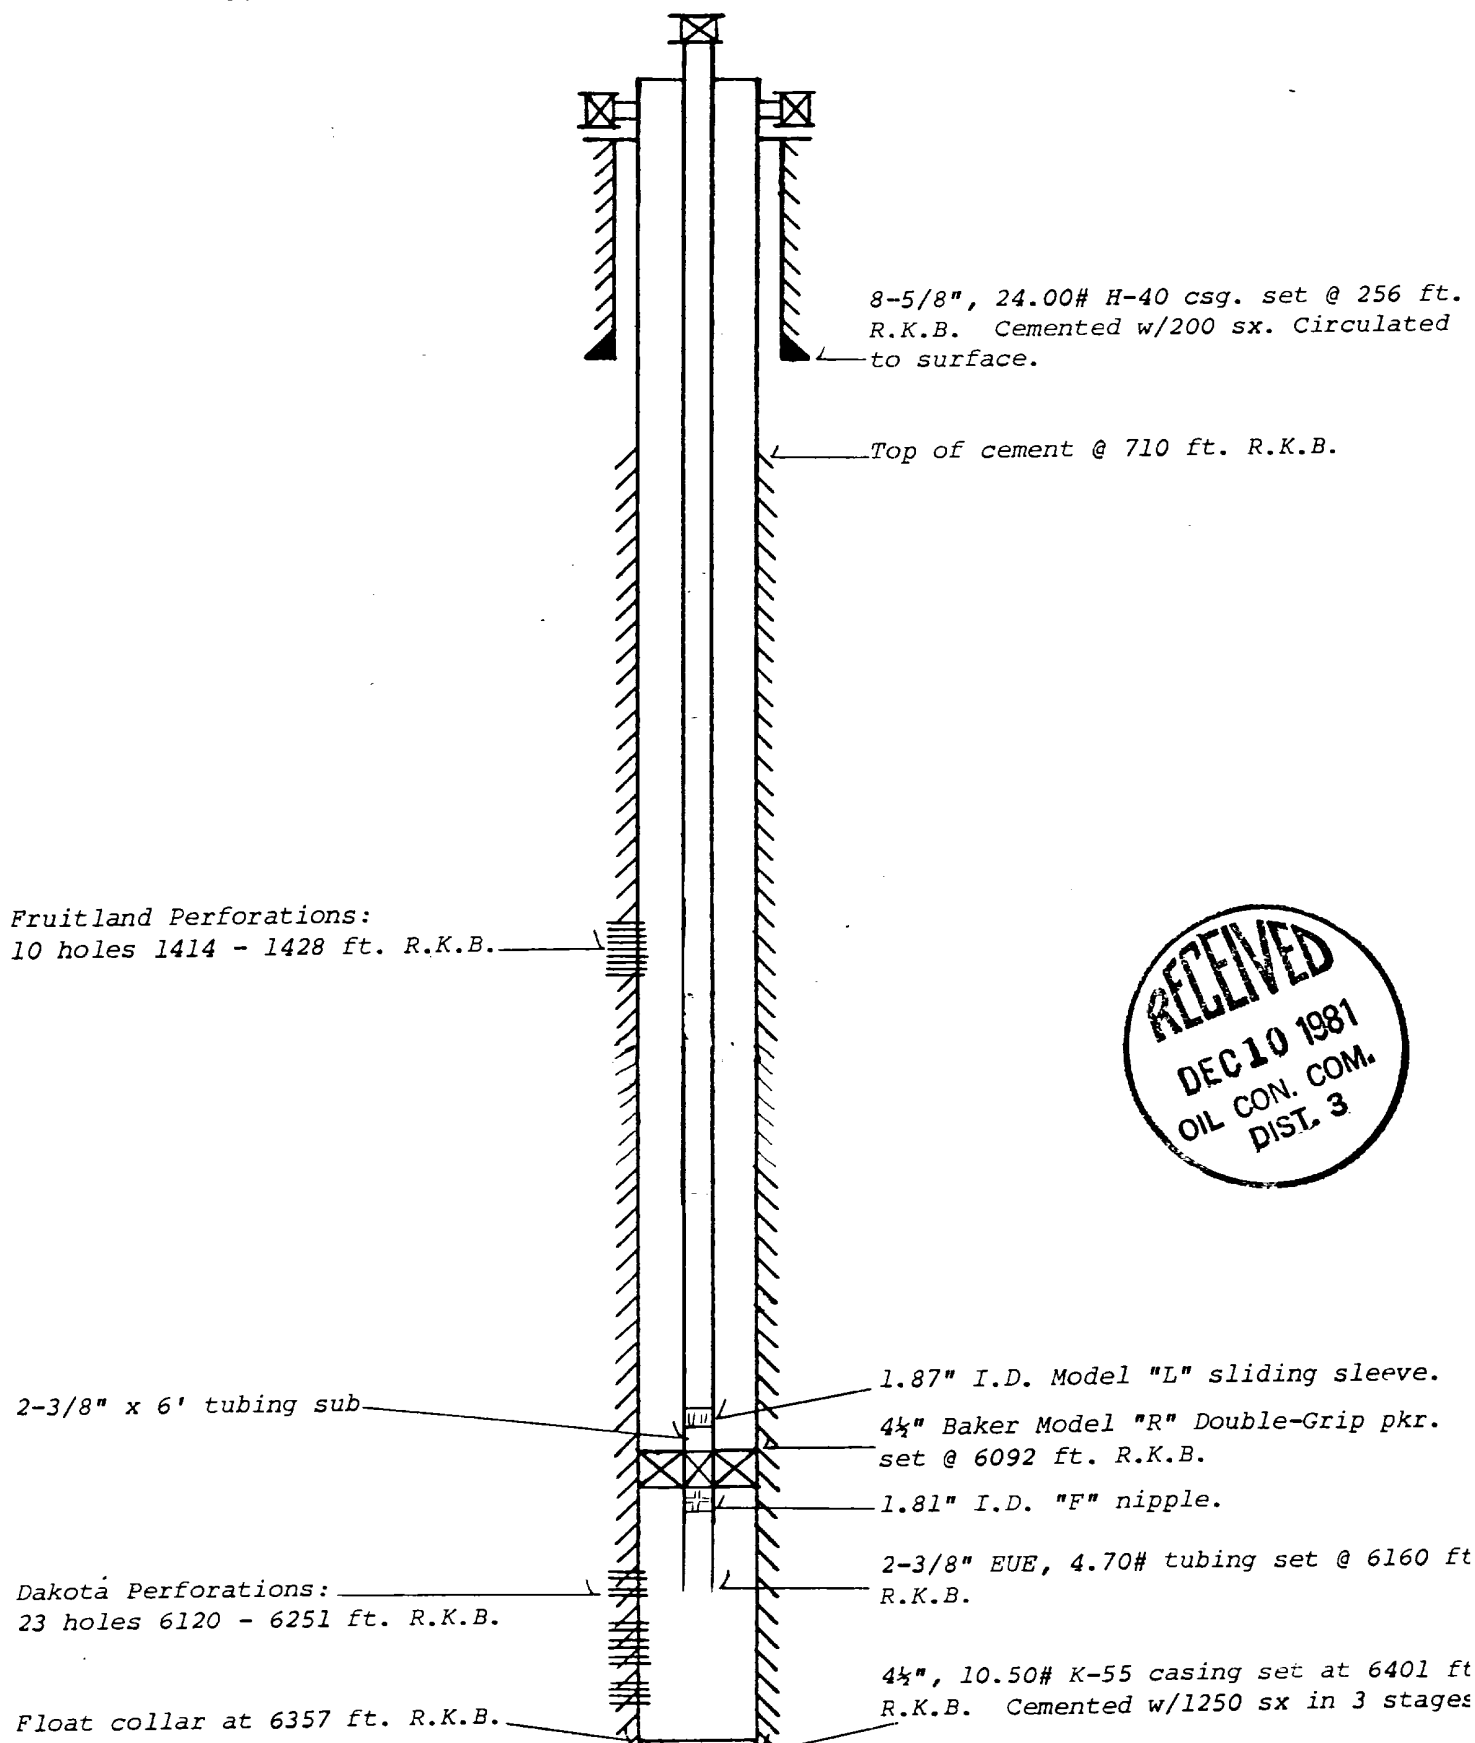 8-5/8", 24.00# H-40 csg. set @ 256 ft.
R.K.B. Cemented w/200 sx. Circulated
to surface.
Top of cement @ 710 ft. R.K.B.
Fruitland Perforations:
10 holes 1414 - 1428 ft. R.K.B.
RECEIVED
DEC 10 1981
OIL CON. COM.
DIST. 3
1.87" I.D. Model "L" sliding sleeve.
2-3/8" x 6' tubing sub
4½" Baker Model "R" Double-Grip pkr.
set @ 6092 ft. R.K.B.
1.81" I.D. "F" nipple.
2-3/8" EUE, 4.70# tubing set @ 6160 ft
R.K.B.
Dakota Perforations:
23 holes 6120 - 6251 ft. R.K.B.
4½", 10.50# K-55 casing set at 6401 ft
R.K.B. Cemented w/1250 sx in 3 stages
Float collar at 6357 ft. R.K.B.